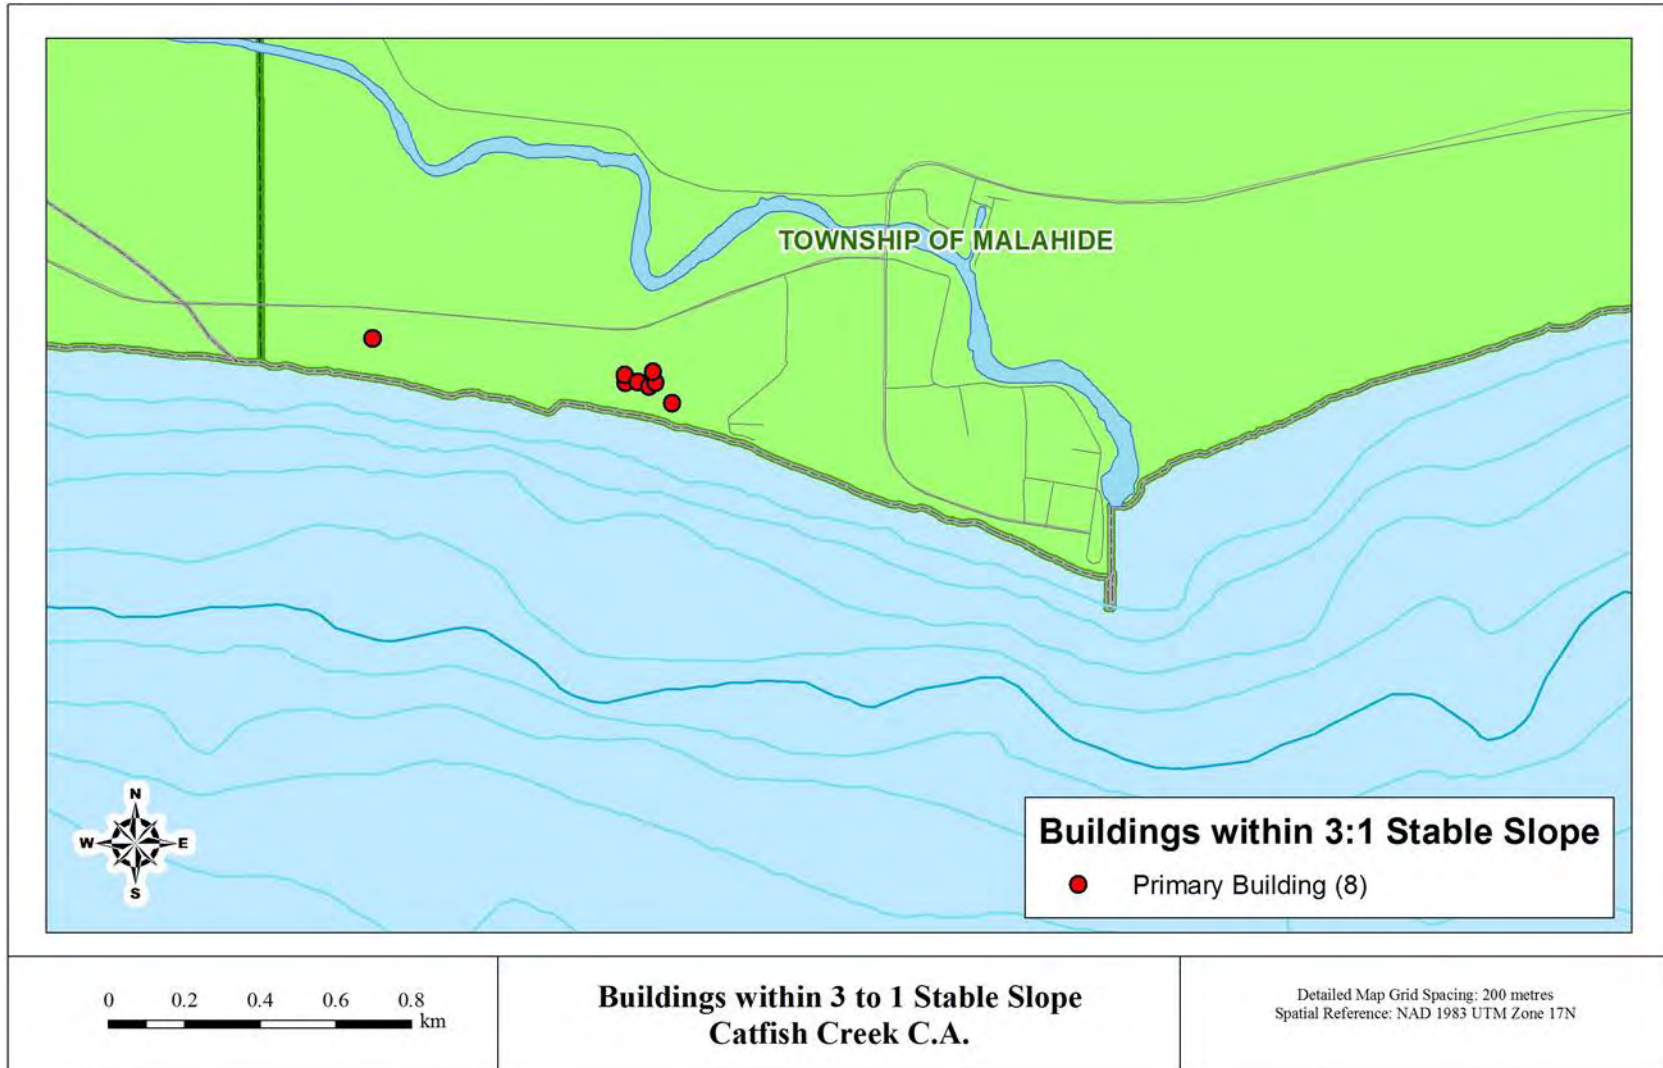 TOWNSHIP OF MALAHIDE
N
W E
S
Buildings within 3:1 Stable Slope
Primary Building (8)
0 0.2 0.4 0.6 0.8
km
Buildings within 3 to 1 Stable Slope
Catfish Creek C.A.
Detailed Map Grid Spacing: 200 metres
Spatial Reference: NAD 1983 UTM Zone 17N